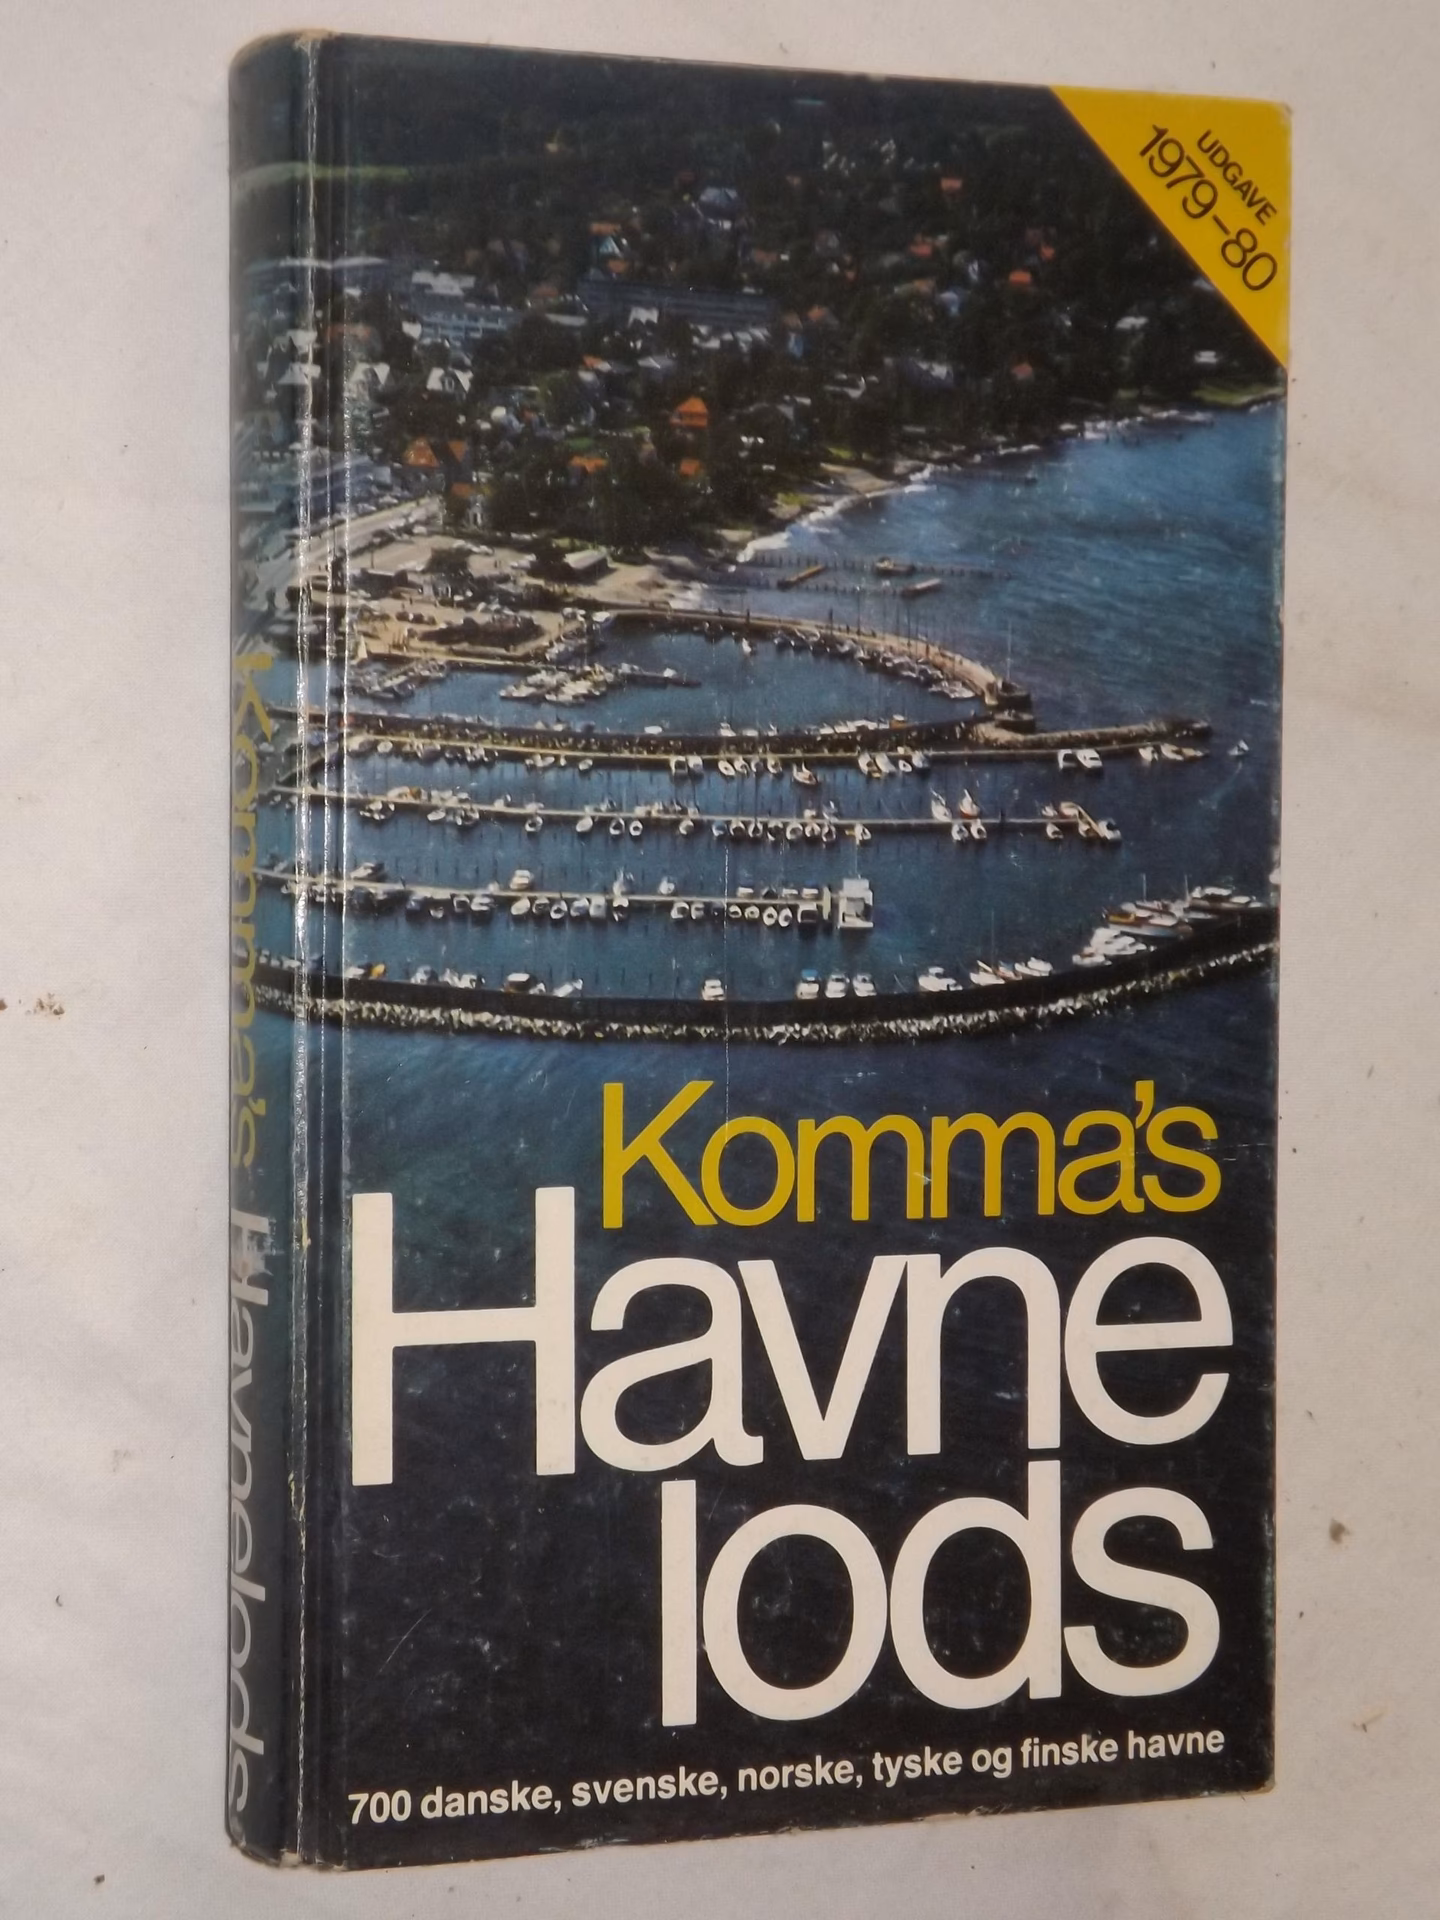 UDGAVE
1979-80
Komma's
Havne
lods
700 danske, svenske, norske, tyske og finske havne
Komma's Havnelods